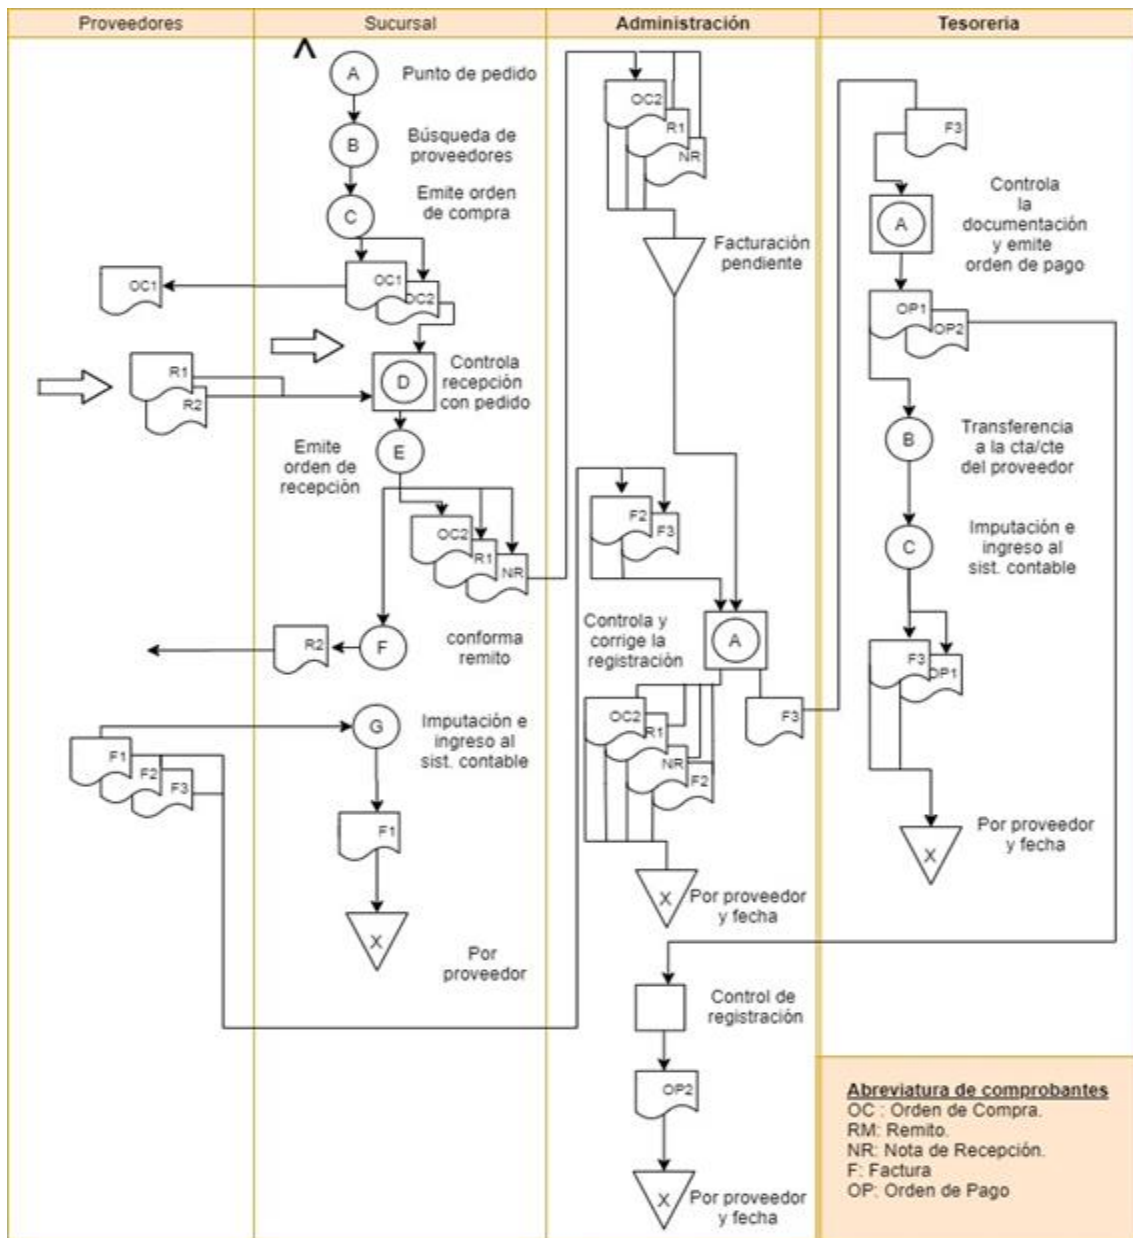 Proveedores
Sucursal
Administración
Tesoreria
A
Punto de pedido
B
Búsqueda de
proveedores
C
Emite orden
de compra
OC1
OC2
OC1
R1
R2
D
Controla
recepción
con pedido
E
Emite
orden de
recepción
OC2
R1
NR
F
conforma
remito
R2
G
Imputación e
ingreso al
sist. contable
F1
F2
F3
F1
X
Por
proveedor
OC2
R1
NR
Facturación
pendiente
F2
F3
Controla y
corrige la
registración
A
OC2
R1
NR
F2
F3
X
Por proveedor
y fecha
Control de
registración
OP2
X
Por proveedor
y fecha
F3
A
Controla
la
documentación
y emite
orden de pago
OP1
OP2
B
Transferencia
a la cta/cte
del proveedor
C
Imputación e
ingreso al
sist. contable
F3
OP1
X
Por proveedor
y fecha
Abreviatura de comprobantes
OC : Orden de Compra.
RM: Remito.
NR: Nota de Recepción.
F: Factura
OP: Orden de Pago